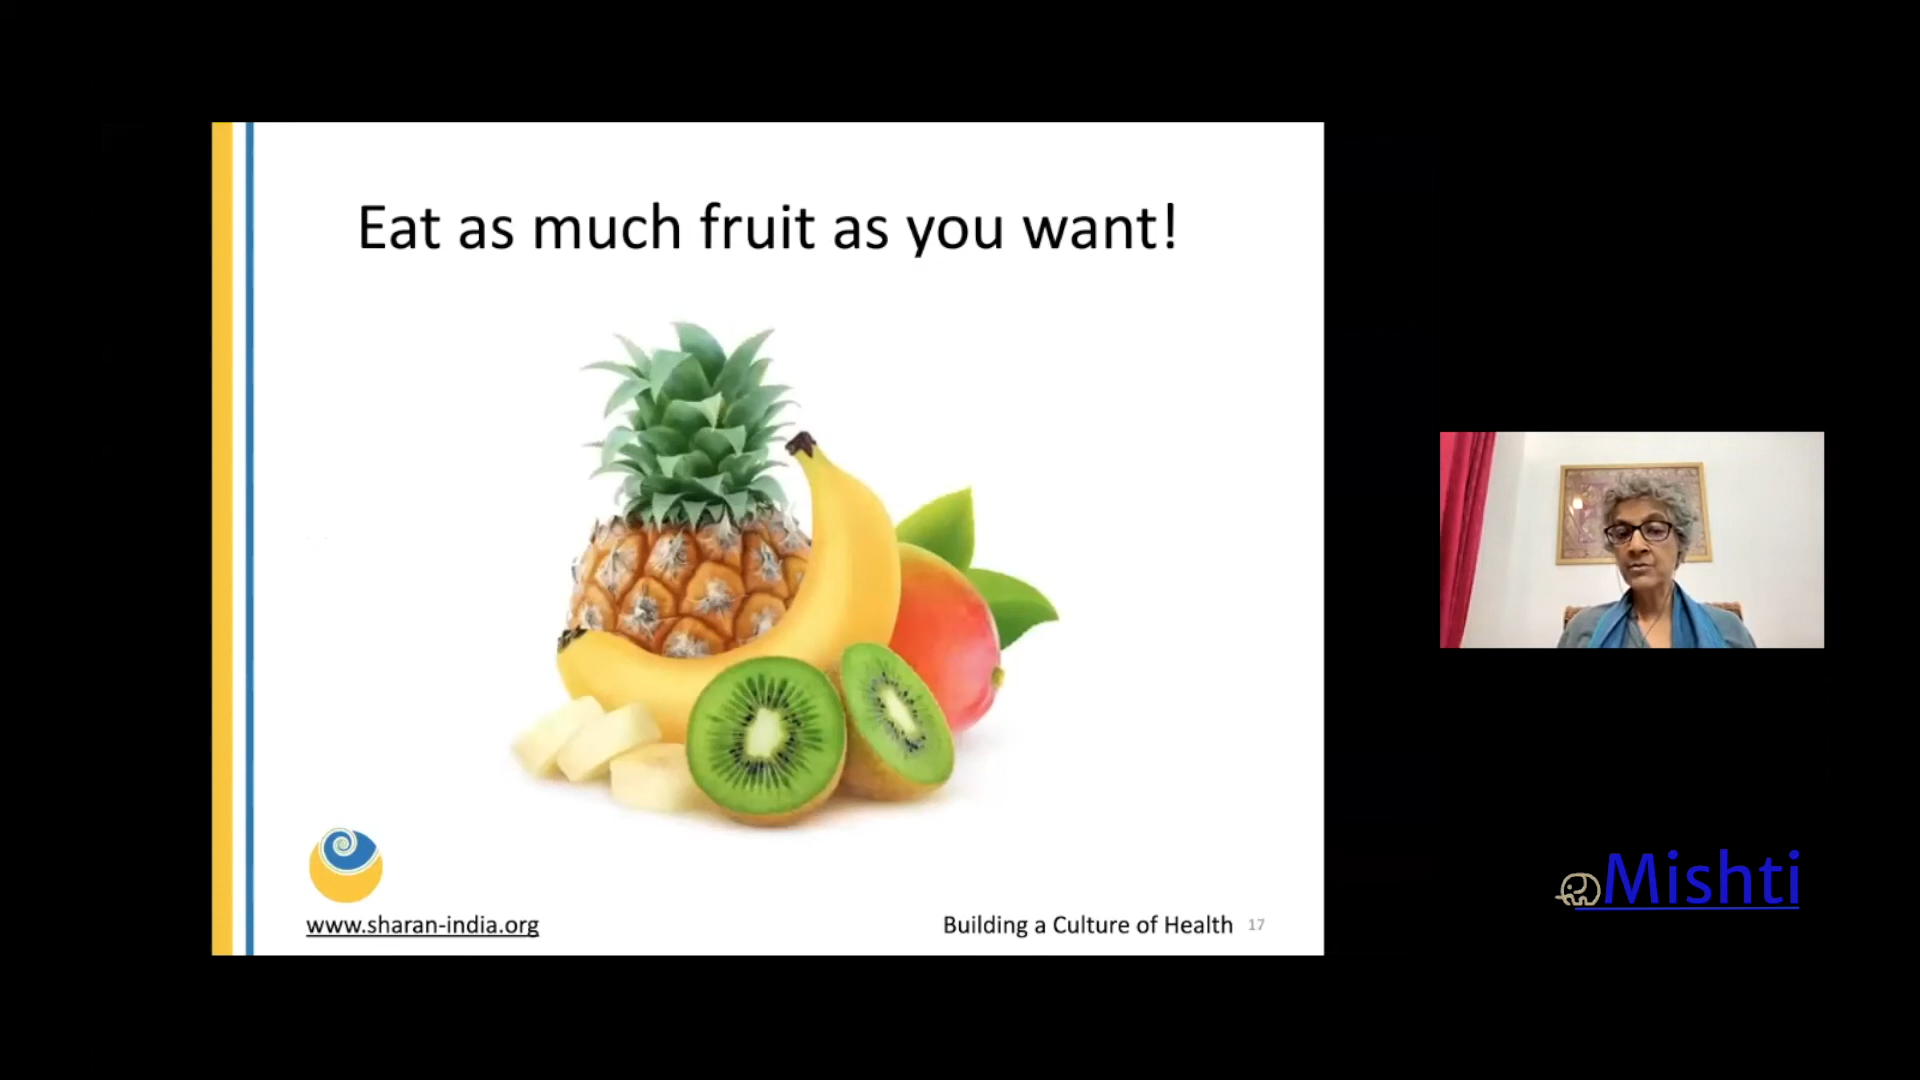 Eat as much fruit as you want!
www.sharan-india.org
Building a Culture of Health 17
Mishti